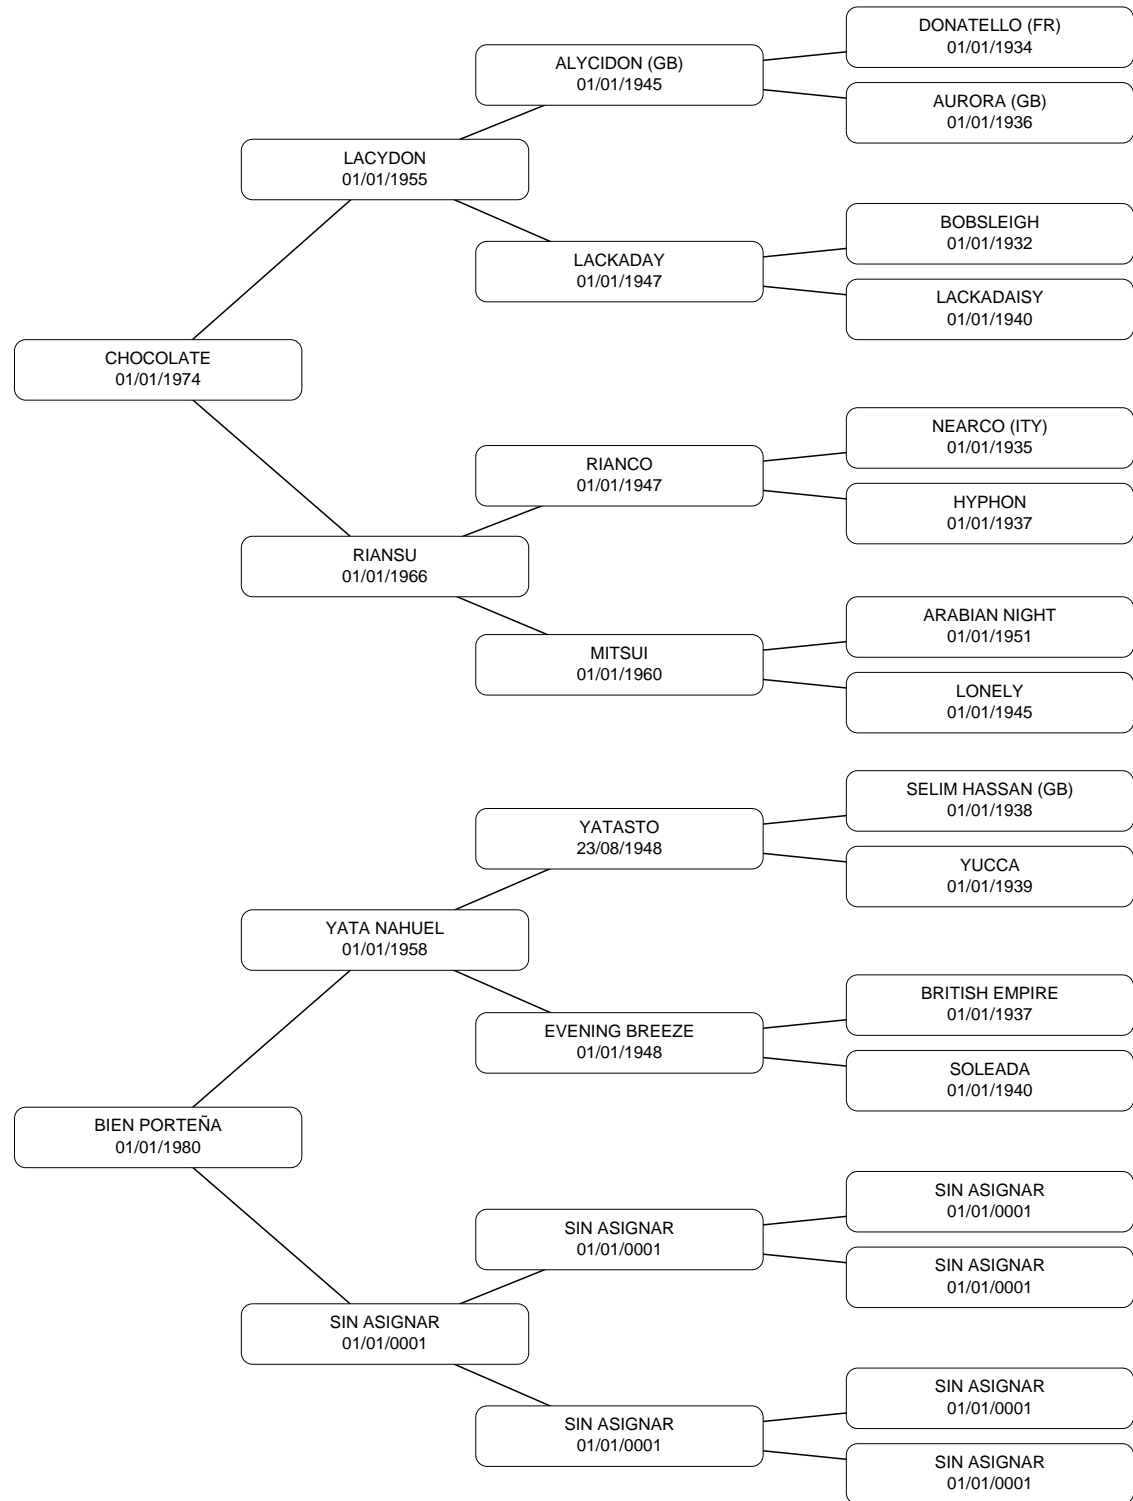 DONATELLO (FR)
01/01/1934
ALYCIDON (GB)
01/01/1945
AURORA (GB)
01/01/1936
LACYDON
01/01/1955
BOBSLEIGH
01/01/1932
LACKADAY
01/01/1947
LACKADAISY
01/01/1940
CHOCOLATE
01/01/1974
NEARCO (ITY)
01/01/1935
RIANCO
01/01/1947
HYPHON
01/01/1937
RIANSU
01/01/1966
ARABIAN NIGHT
01/01/1951
MITSUI
01/01/1960
LONELY
01/01/1945
SELIM HASSAN (GB)
01/01/1938
YATASTO
23/08/1948
YUCCA
01/01/1939
YATA NAHUEL
01/01/1958
BRITISH EMPIRE
01/01/1937
EVENING BREEZE
01/01/1948
SOLEADA
01/01/1940
BIEN PORTEÑA
01/01/1980
SIN ASIGNAR
01/01/0001
SIN ASIGNAR
01/01/0001
SIN ASIGNAR
01/01/0001
SIN ASIGNAR
01/01/0001
SIN ASIGNAR
01/01/0001
SIN ASIGNAR
01/01/0001
SIN ASIGNAR
01/01/0001